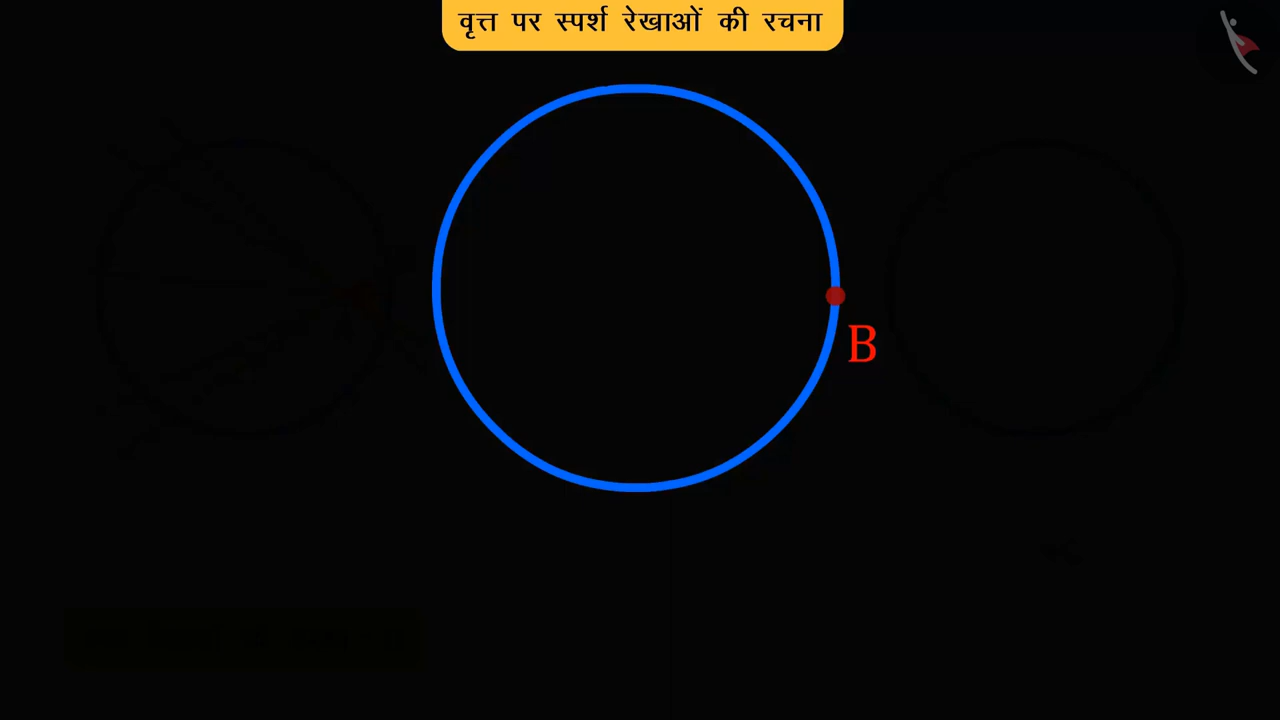 वृत्त पर स्पर्श रेखाओं की रचना
B